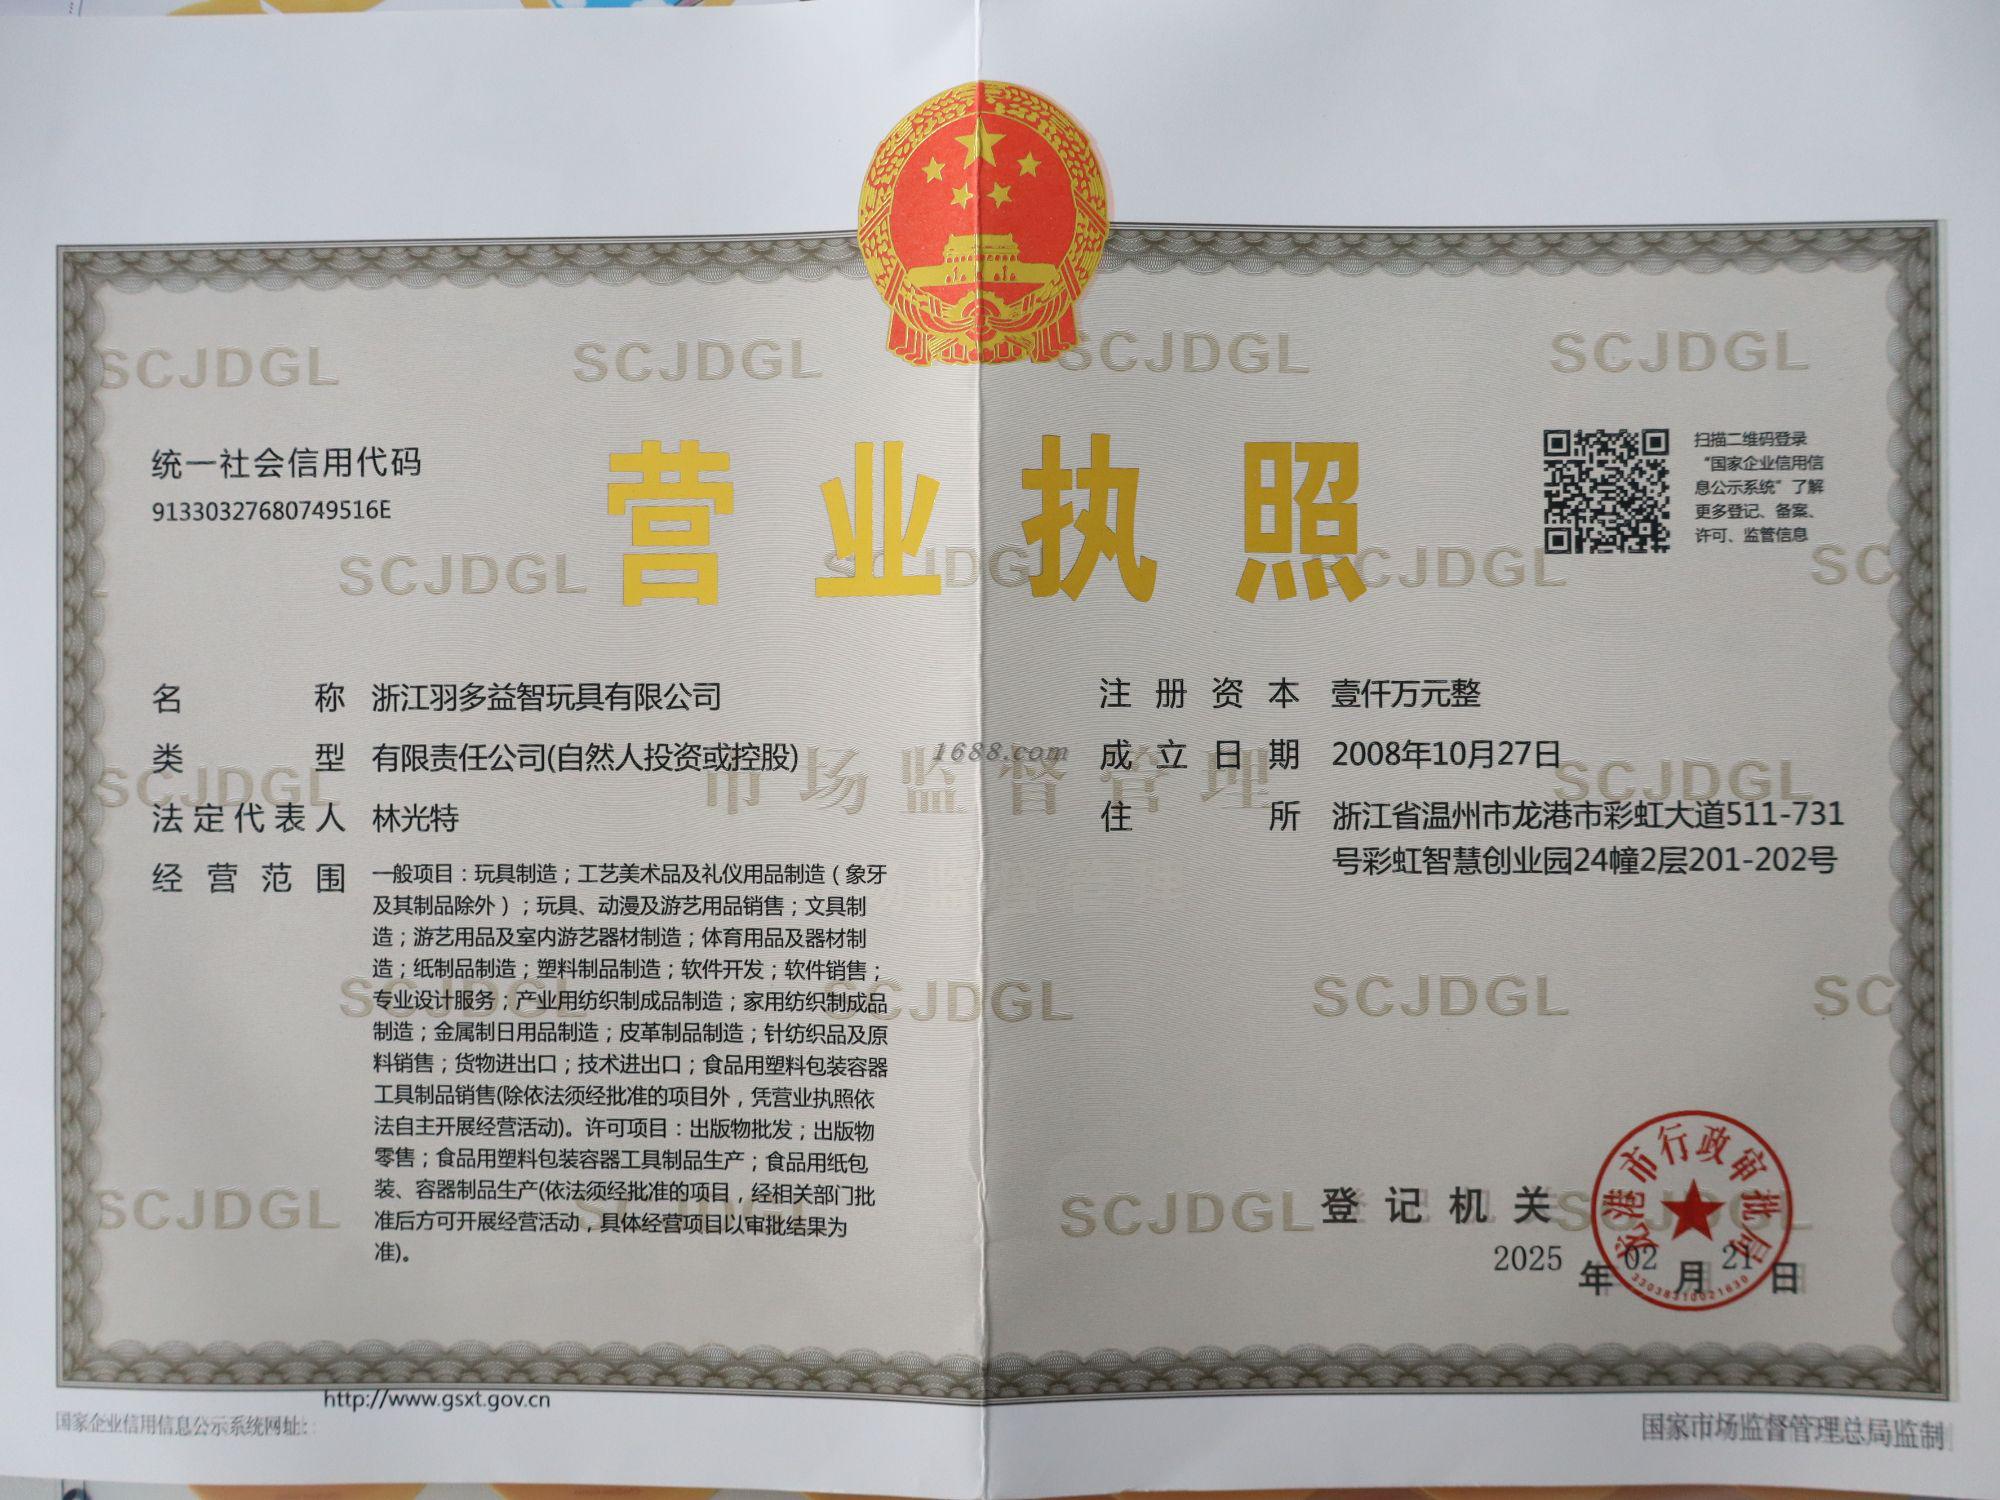 SCJDGL SCJDGL SCJDGL SCJDGL
营业执照
统一社会信用代码
91330327680749516E
扫描二维码登录
“国家企业信用信
息公示系统”了解
更多登记、备案、
许可、监管信息
SCJDGL SCJDGL SC
名称 浙江羽多益智玩具有限公司
类型 有限责任公司(自然人投资或控股)
法定代表人 林光特
经营范围 一般项目：玩具制造；工艺美术品及礼仪用品制造（象牙
及其制品除外）；玩具、动漫及游艺用品销售；文具制
造；游艺用品及室内游艺器材制造；体育用品及器材制
造；纸制品制造；塑料制品制造；软件开发；软件销售；
专业设计服务；产业用纺织制成品制造；家用纺织制成品
制造；金属制日用品制造；皮革制品制造；针纺织品及原
料销售；货物进出口；技术进出口；食品用塑料包装容器
工具制品销售(除依法须经批准的项目外，凭营业执照依
法自主开展经营活动)。许可项目：出版物批发；出版物
零售；食品用塑料包装容器工具制品生产；食品用纸包
装、容器制品生产(依法须经批准的项目，经相关部门批
准后方可开展经营活动，具体经营项目以审批结果为
准)。
注册资本 壹仟万元整
成立日期 2008年10月27日
住所 浙江省温州市龙港市彩虹大道511-731
号彩虹智慧创业园24幢2层201-202号
1688.com
市场监督管理
SCJDGL SCJDGL
SCJDGL SCJDGL SCJDGL SC
SCJDGL SCJDGL SCJDGL
登记机关
龙港市行政审批局
2025年02月21日
33038310021630
http://www.gsxt.gov.cn
国家企业信用信息公示系统网址：
国家市场监督管理总局监制